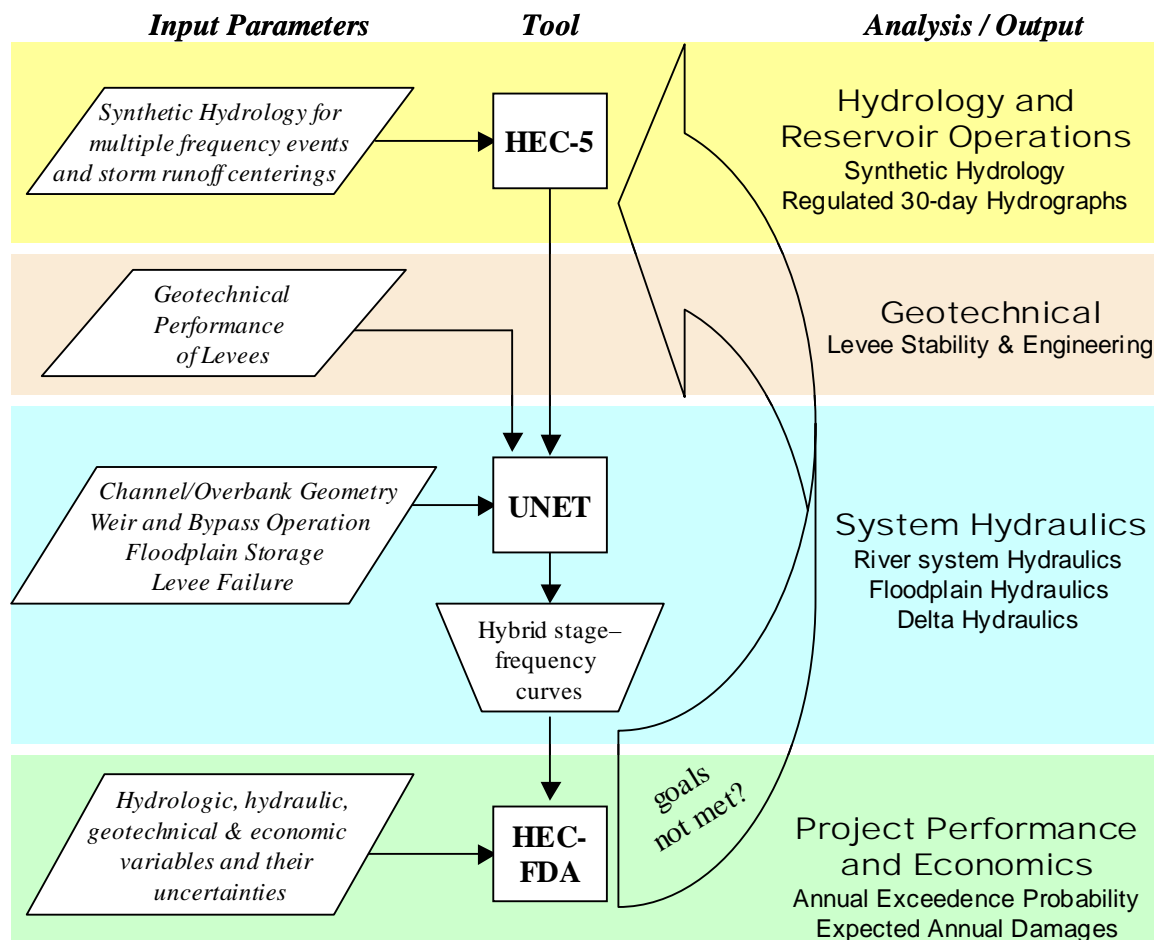 Input Parameters
Tool
Analysis / Output
Synthetic Hydrology for
multiple frequency events
and storm runoff centerings
HEC-5
Hydrology and
Reservoir Operations
Synthetic Hydrology
Regulated 30-day Hydrographs
Geotechnical
Performance
of Levees
Geotechnical
Levee Stability & Engineering
Channel/Overbank Geometry
Weir and Bypass Operation
Floodplain Storage
Levee Failure
UNET
System Hydraulics
River system Hydraulics
Floodplain Hydraulics
Delta Hydraulics
Hybrid stage–
frequency
curves
Hydrologic, hydraulic,
geotechnical & economic
variables and their
uncertainties
HEC-
FDA
goals
not met?
Project Performance
and Economics
Annual Exceedence Probability
Expected Annual Damages